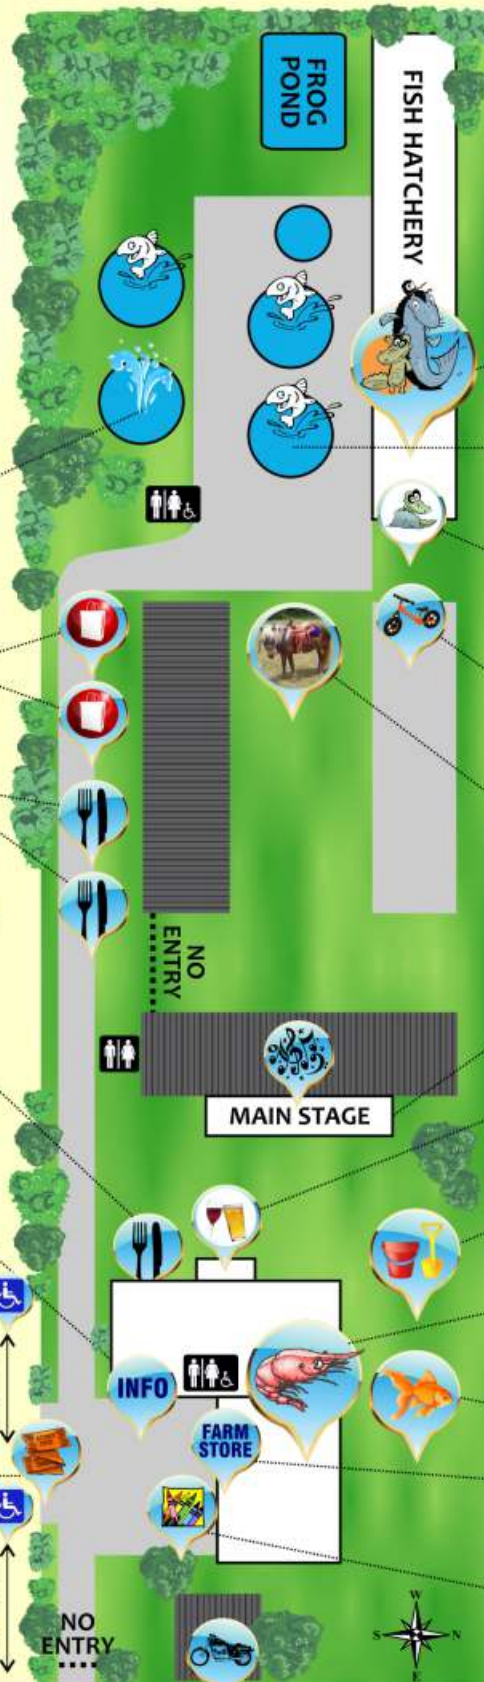 FROG
POND
FISH HATCHERY
NO
ENTRY
MAIN STAGE
INFO
FARM
STORE
NO
ENTRY
W
S
N
E